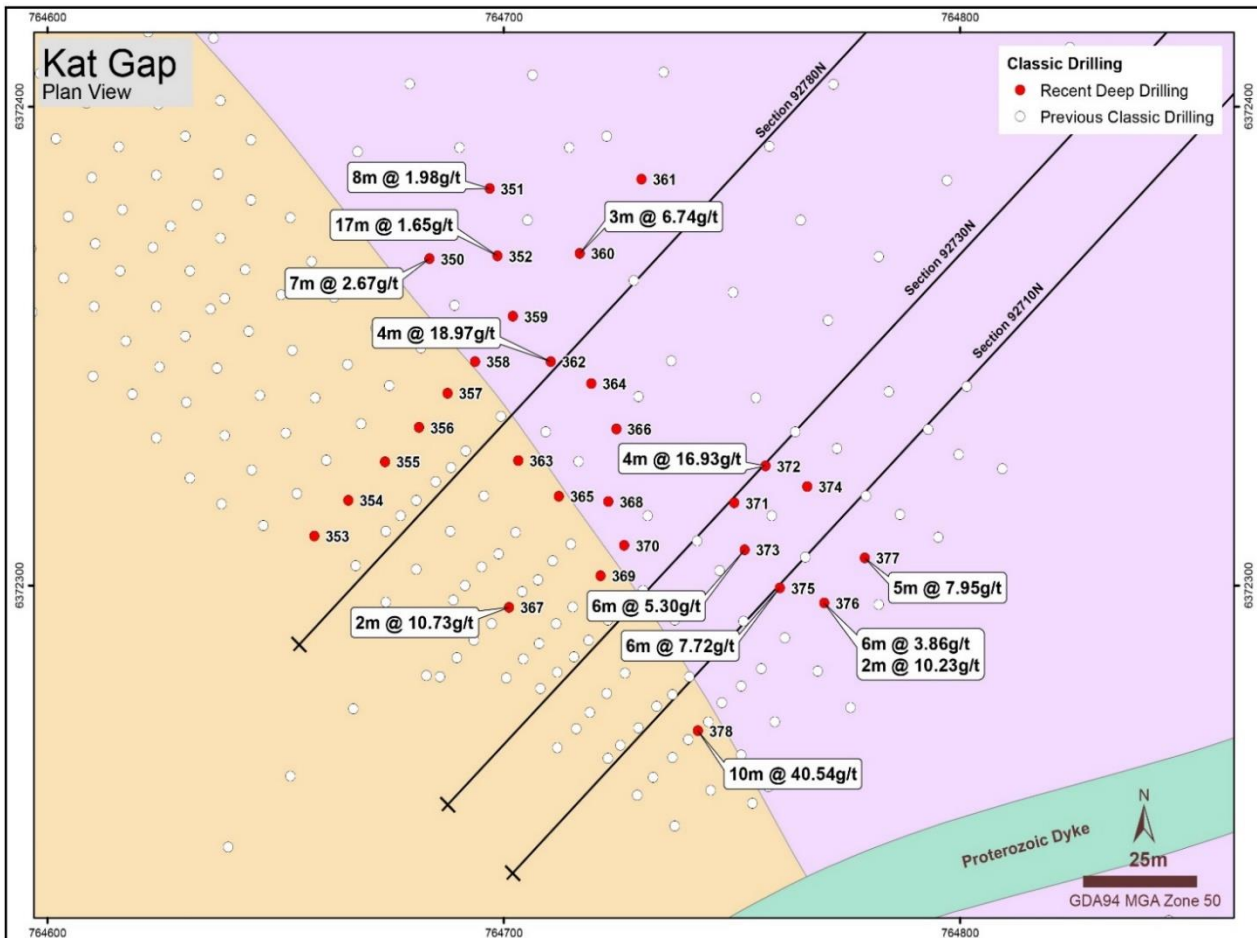 764600
764700
764800
Kat Gap
Plan View
Classic Drilling
Recent Deep Drilling
Previous Classic Drilling
6372400
6372400
Section 92780N
Section 92730N
Section 92710N
8m @ 1.98g/t
351
361
17m @ 1.65g/t
352
3m @ 6.74g/t
360
350
7m @ 2.67g/t
359
4m @ 18.97g/t
358
362
364
357
356
366
355
363
4m @ 16.93g/t
372
354
365
368
371
374
353
370
373
377
6372300
6372300
369
375
376
5m @ 7.95g/t
367
6m @ 5.30g/t
2m @ 10.73g/t
6m @ 7.72g/t
6m @ 3.86g/t
2m @ 10.23g/t
378
10m @ 40.54g/t
Proterozoic Dyke
N
25m
GDA94 MGA Zone 50
764600
764700
764800